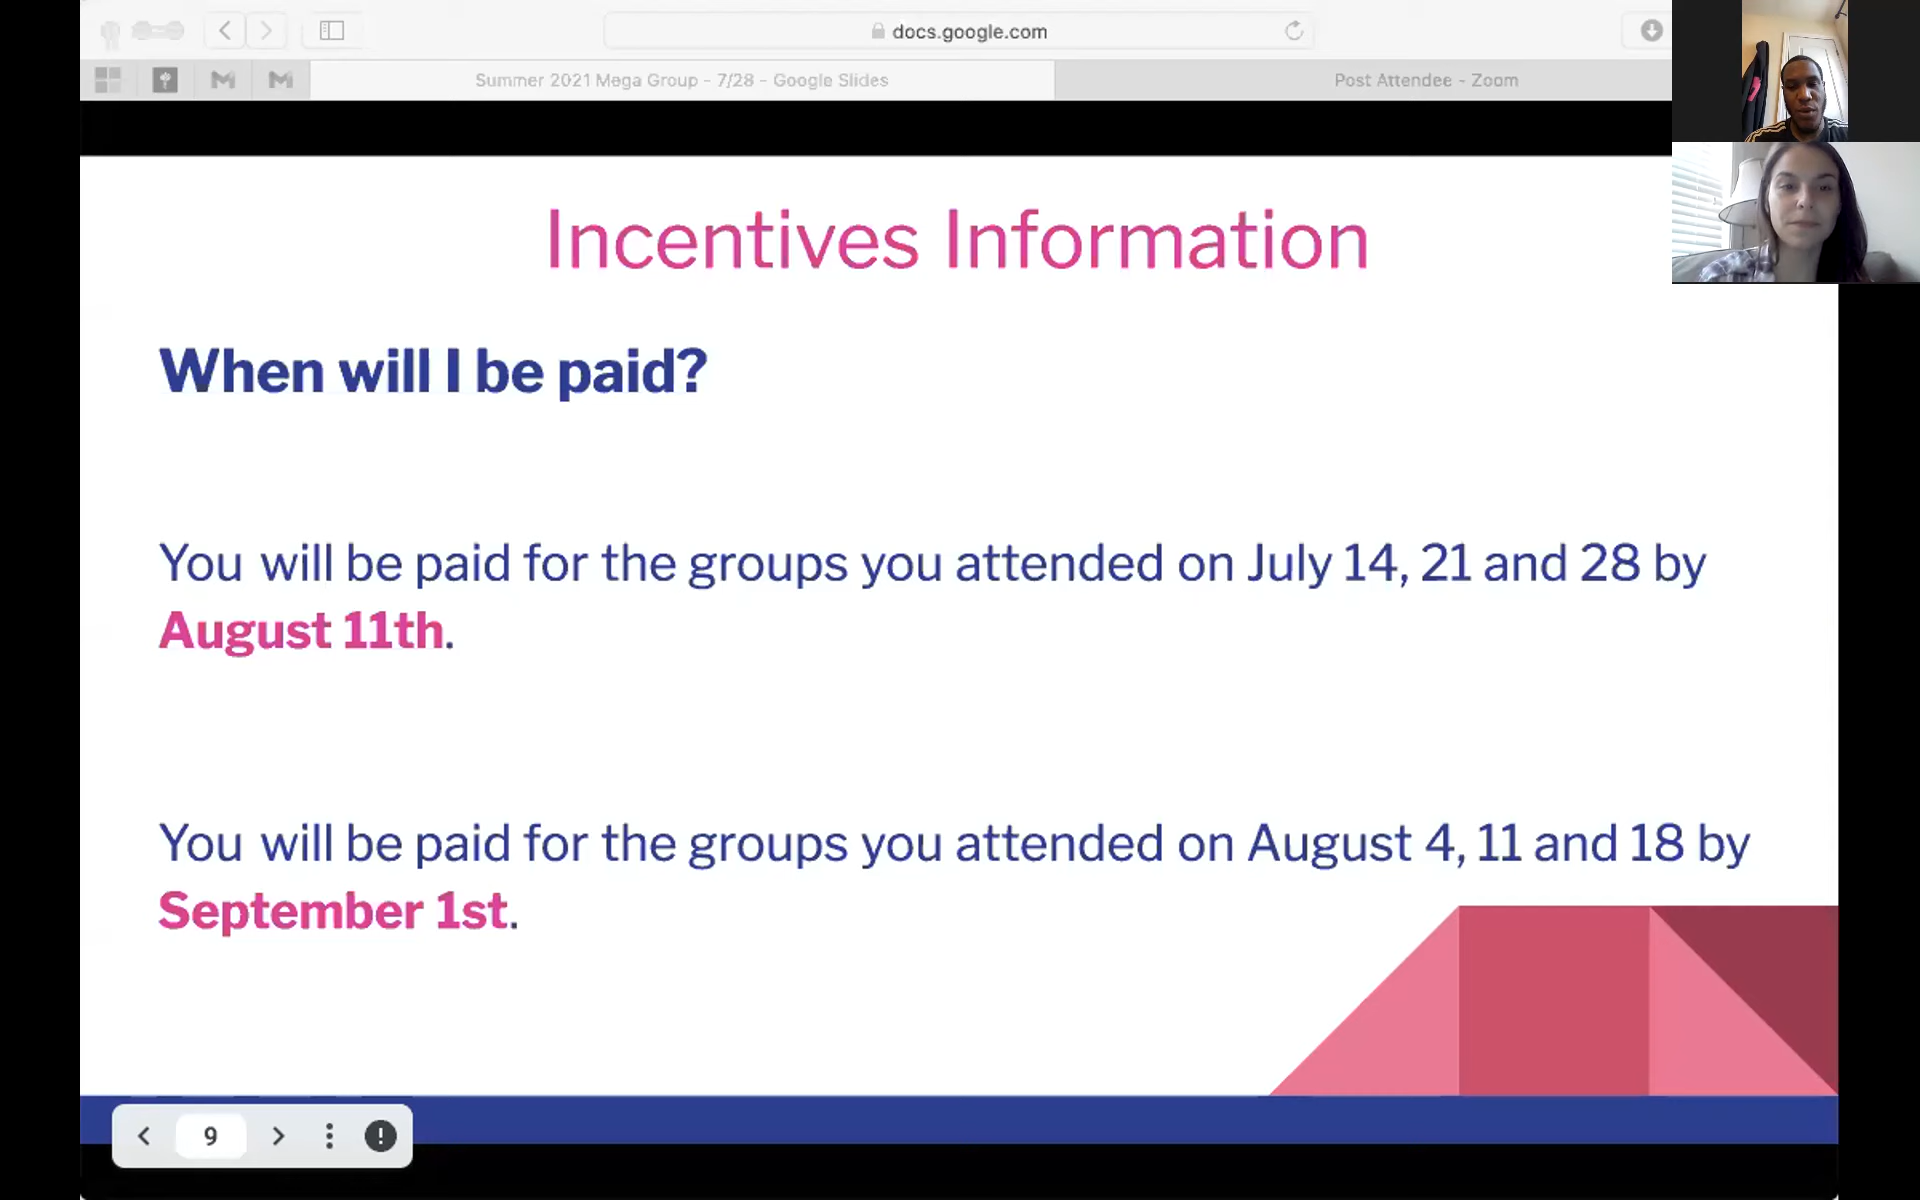 docs.google.com
Summer 2021 Mega Group - 7/28 - Google Slides
Post Attendee - Zoom
Incentives Information
When will I be paid?
You will be paid for the groups you attended on July 14, 21 and 28 by
August 11th.
You will be paid for the groups you attended on August 4, 11 and 18 by
September 1st.
9